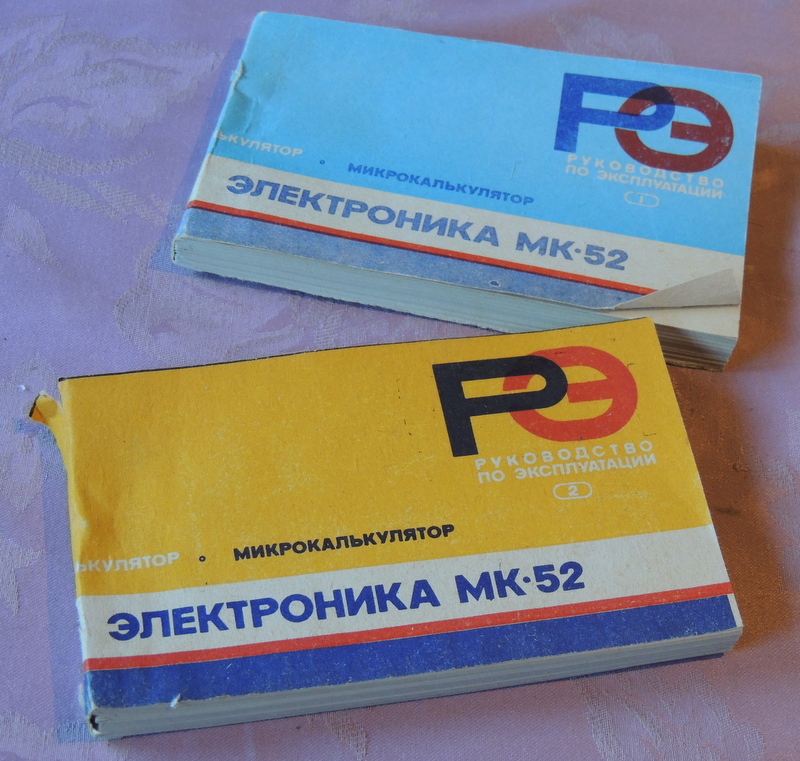 РЭ
РУКОВОДСТВО
ПО ЭКСПЛУАТАЦИИ
1
ЬКУЛЯТОР • МИКРОКАЛЬКУЛЯТОР
ЭЛЕКТРОНИКА МК·52
РЭ
РУКОВОДСТВО
ПО ЭКСПЛУАТАЦИИ
2
ЬКУЛЯТОР • МИКРОКАЛЬКУЛЯТОР
ЭЛЕКТРОНИКА МК·52